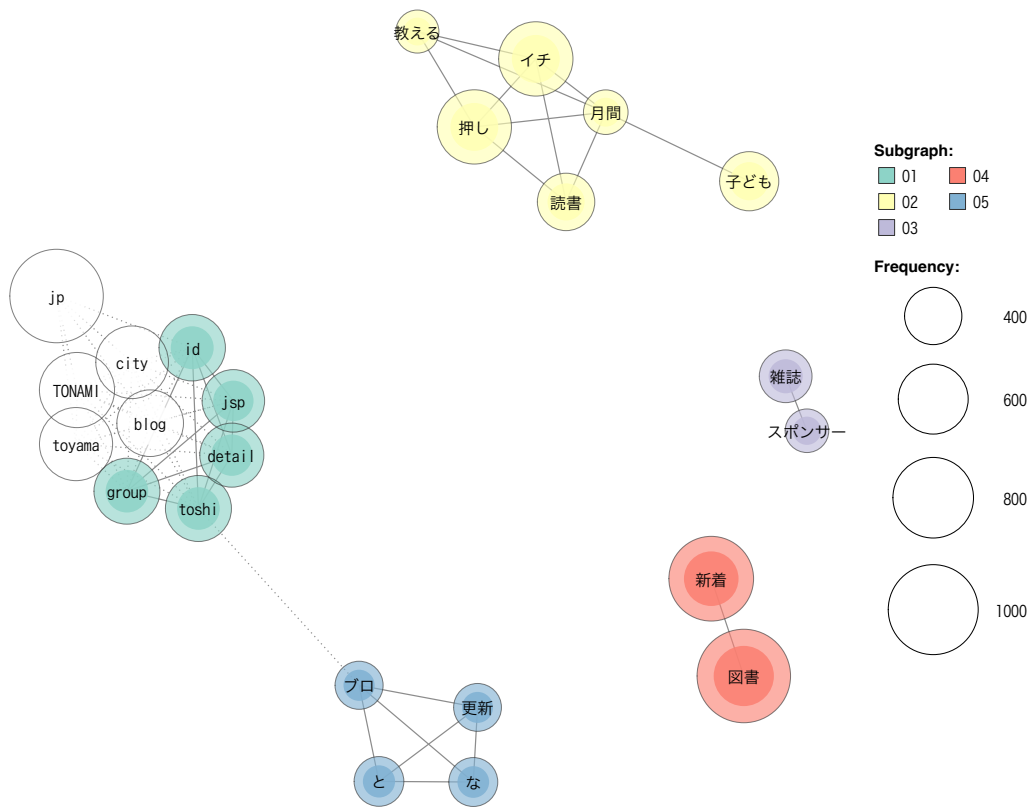 教える
イチ
月間
押し
子ども
読書
jp
city
id
TONAMI
jsp
blog
toyama
detail
group
toshi
雑誌
スポンサー
新着
図書
ブロ
更新
と
な
Subgraph:
01
04
02
05
03
Frequency:
400
600
800
1000